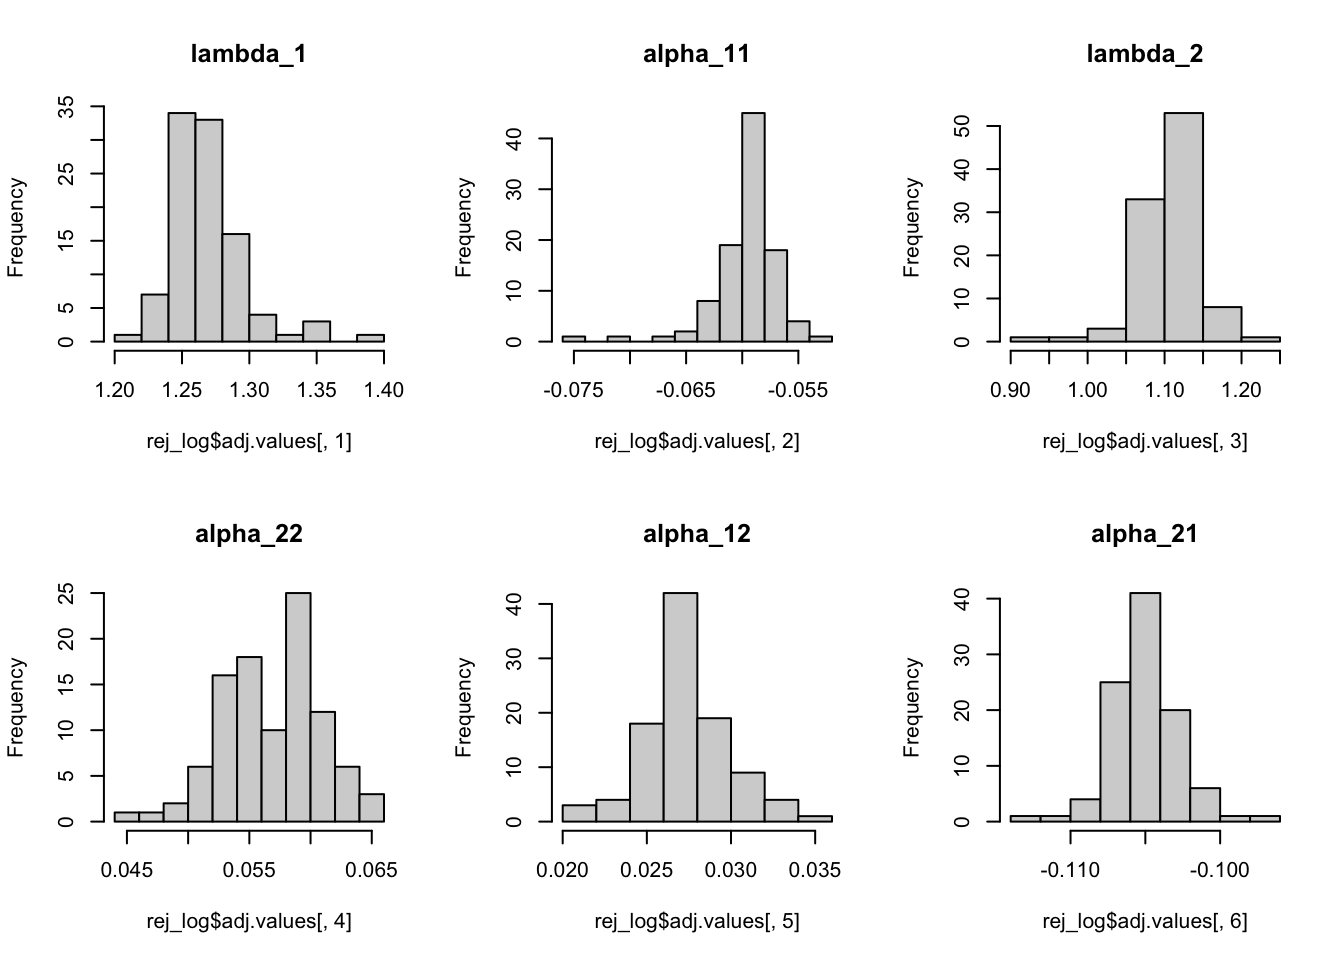 lambda_1
Frequency
0 5 15 25 35
1.20 1.25 1.30 1.35 1.40
rej_log$adj.values[, 1]
alpha_11
Frequency
0 10 20 30 40
-0.075 -0.065 -0.055
rej_log$adj.values[, 2]
lambda_2
Frequency
0 10 20 30 40 50
0.90 1.00 1.10 1.20
rej_log$adj.values[, 3]
alpha_22
Frequency
0 5 10 15 20 25
0.045 0.055 0.065
rej_log$adj.values[, 4]
alpha_12
Frequency
0 10 20 30 40
0.020 0.025 0.030 0.035
rej_log$adj.values[, 5]
alpha_21
Frequency
0 10 20 30 40
-0.110 -0.100
rej_log$adj.values[, 6]